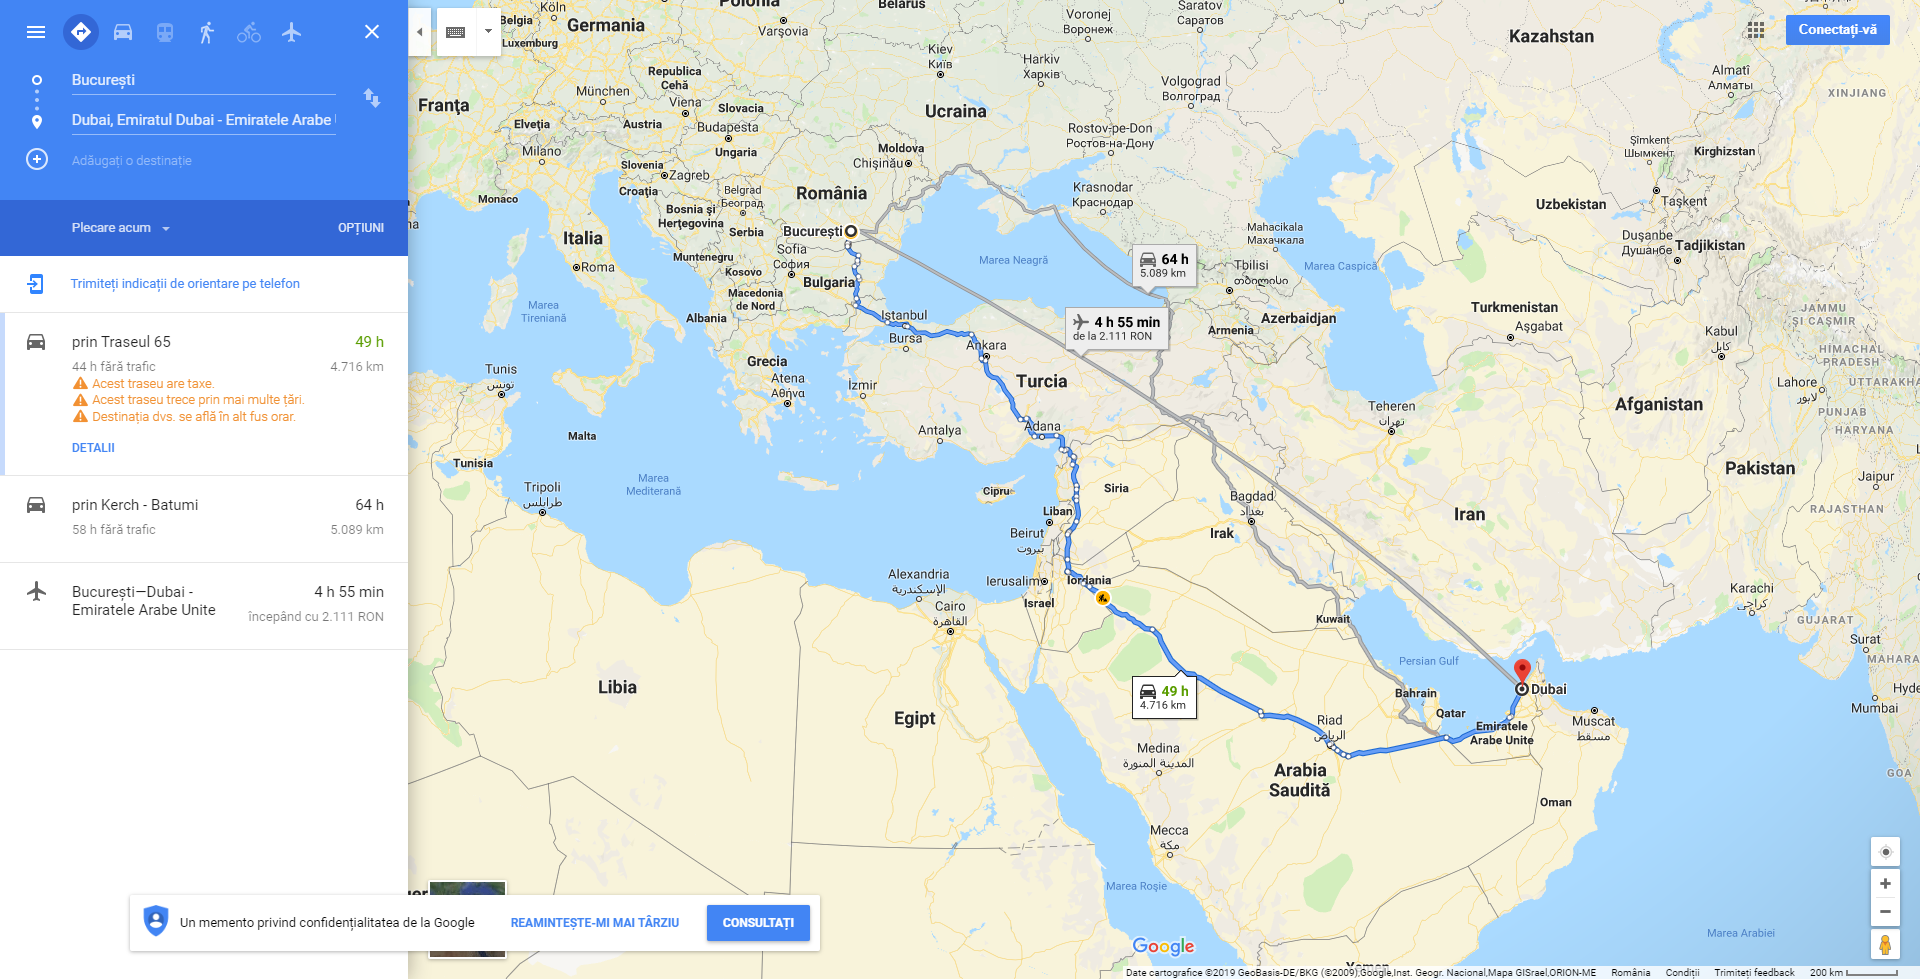 București
Dubai, Emiratul Dubai - Emiratele Arabe
Adăugați o destinație
Plecare acum
OPȚIUNI
Trimiteți indicații de orientare pe telefon
prin Traseul 65
49 h
44 h fără trafic
4.716 km
Acest traseu are taxe.
Acest traseu trece prin mai multe țări.
Destinația dvs. se află în alt fus orar.
DETALII
prin Kerch - Batumi
64 h
58 h fără trafic
5.089 km
București—Dubai -
Emiratele Arabe Unite
4 h 55 min
începând cu 2.111 RON
Un memento privind confidențialitatea de la Google
REAMINTEȘTE-MI MAI TÂRZIU
CONSULTAȚI
Conectați-vă
Köln
Belgia
Luxemburg
Germania
Polonia
Varșovia
Belarus
Voronej
Воронеж
Saratov
Саратов
Kazahstan
Kiev
Київ
Harkiv
Харків
Volgograd
Волгоград
Almatî
Алматы
XINJIANG
Republica
Cehă
München
Viena
Slovacia
Franța
Ucraina
Elveția
Austria
Budapesta
Ungaria
Rostov-pe-Don
Ростов-на-Дону
Milano
Slovenia
Zagreb
Croația
Moldova
Chișinău
Șîmkent
Шымкент
Kirghizstan
Monaco
Belgrad
Београд
România
Krasnodar
Краснодар
Uzbekistan
Tașkent
Bosnia și
Herțegovina
Serbia
București
Italia
Roma
Muntenegru
Sofia
София
Kosovo
Bulgaria
Macedonia
de Nord
Albania
Marea Neagră
64 h
5.089 km
Mahacikala
Махачкала
Tbilisi
თბილისი
Marea Caspică
Dușanbe
Душанбе
Tadjikistan
Marea
Tireniană
Istanbul
Bursa
4 h 55 min
de la 2.111 RON
Armenia
Azerbaidjan
Turkmenistan
Așgabat
JAMMU
ȘI CAȘMIR
Kabul
کابل
HIMACHAL
PRADESH
Ankara
Grecia
Atena
Αθήνα
İzmir
Turcia
Tunis
تونس
Lahore
لاہور
UTTARAKHA
PUNJAB
HARYANA
Teheren
تهران
Afganistan
Antalya
Adana
Malta
Tunisia
Marea
Mediterană
Cipru
Siria
Pakistan
Jaipur
Tripoli
طرابلس
Liban
Beirut
بيروت
Bagdad
بغداد
Irak
Iran
RAJASTHAN
Alexandria
الإسكندرية
Ierusalim
Iordania
Israel
Cairo
القاهرة
Kuwait
Karachi
کراچی
GUJARAT
Surat
MAHARA
Persian Gulf
49 h
4.716 km
Bahrain
Qatar
Dubai
Emiratele
Arabe Unite
Muscat
مسقط
Hyde
Mumbai
Libia
Egipt
Riad
الرياض
Medina
المدينة المنورة
Arabia
Saudită
GOA
Oman
Mecca
مكة
Marea Roșie
Marea Arabiei
Google
Yemen
Date cartografice ©2019 GeoBasis-DE/BKG (©2009),Google,Inst. Geogr. Nacional,Mapa GISrael,ORION-ME
România
Condiții
Trimiteți feedback
200 km